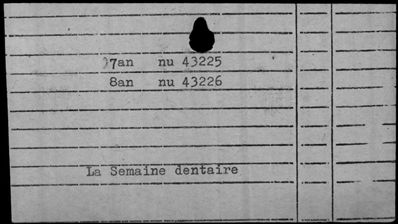 7an nu 43225
8an nu 43226
La Semaine dentaire